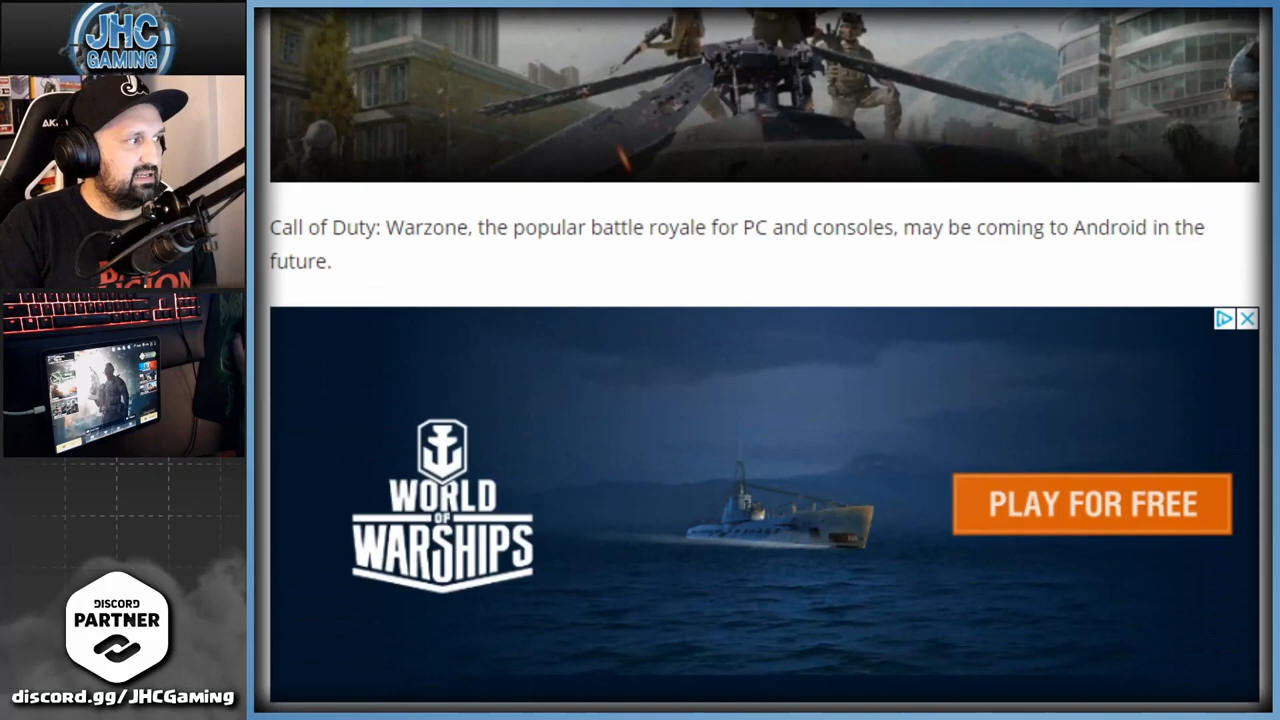 JHC
GAMING
Call of Duty: Warzone, the popular battle royale for PC and consoles, may be coming to Android in the
future.
WORLD
OF
WARSHIPS
PLAY FOR FREE
DISCORD
PARTNER
discord.gg/JHCGaming